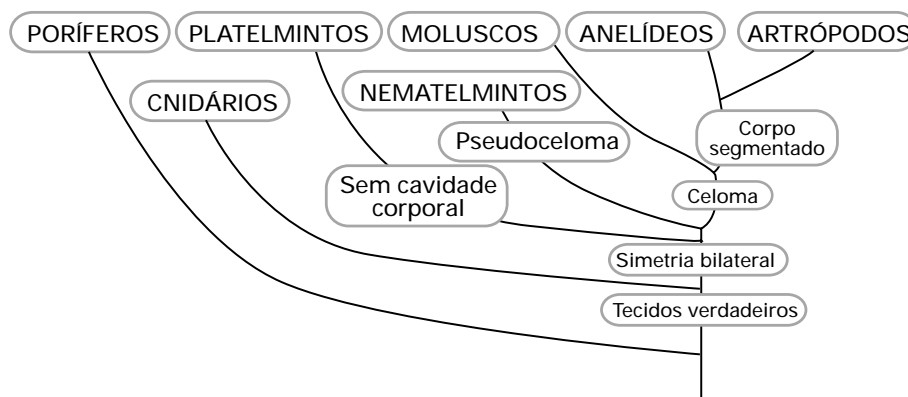 PORÍFEROS
PLATELMINTOS
MOLUSCOS
ANELÍDEOS
ARTRÓPODOS
CNIDÁRIOS
NEMATELMINTOS
Pseudoceloma
Corpo
segmentado
Sem cavidade
corporal
Celoma
Simetria bilateral
Tecidos verdadeiros